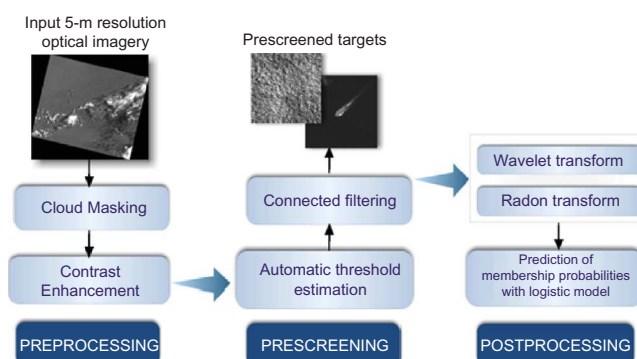 Input 5-m resolution
optical imagery
Cloud Masking
Contrast
Enhancement
PREPROCESSING
Prescreened targets
Connected filtering
Automatic threshold
estimation
PRESCREENING
Wavelet transform
Radon transform
Prediction of
membership probabilities
with logistic model
POSTPROCESSING